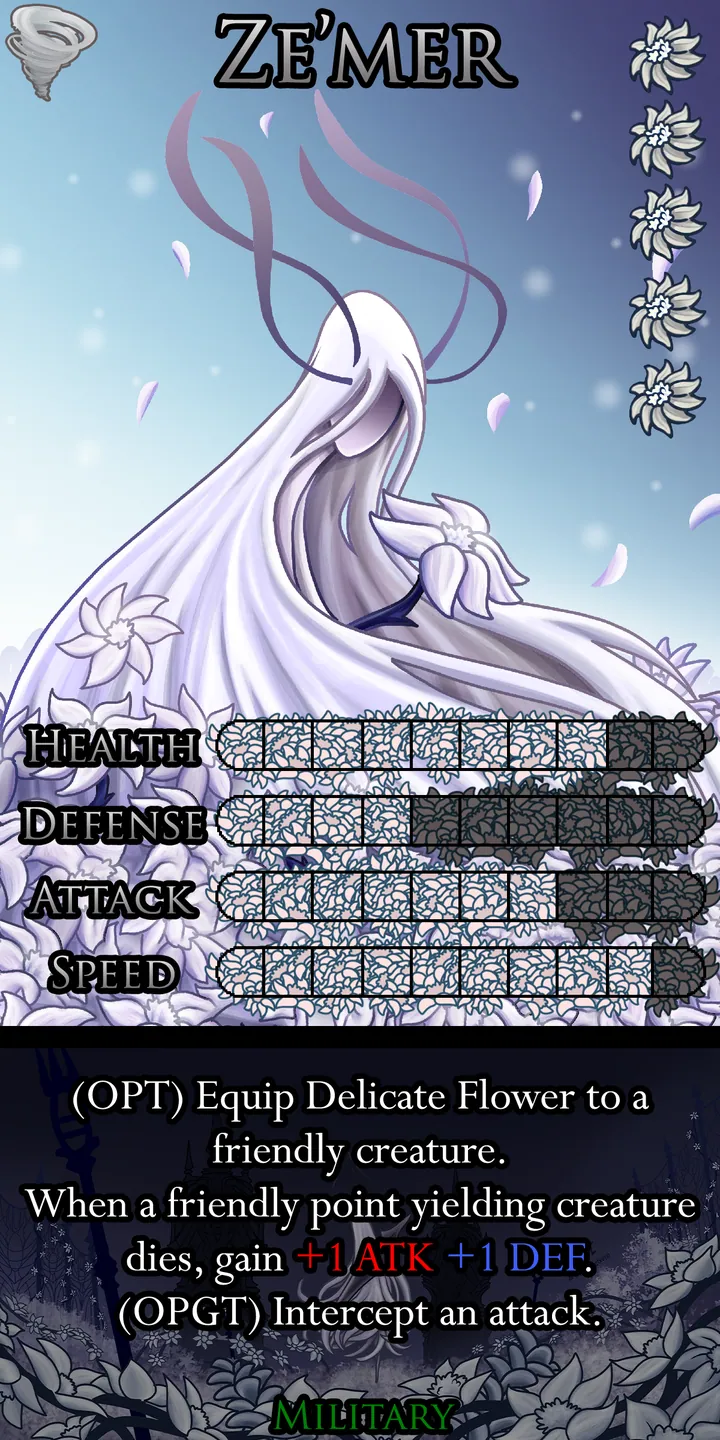 Ze'mer
Health
Defense
Attack
Speed
(OPT) Equip Delicate Flower to a
friendly creature.
When a friendly point yielding creature
dies, gain +1 ATK +1 DEF.
(OPGT) Intercept an attack.
Military